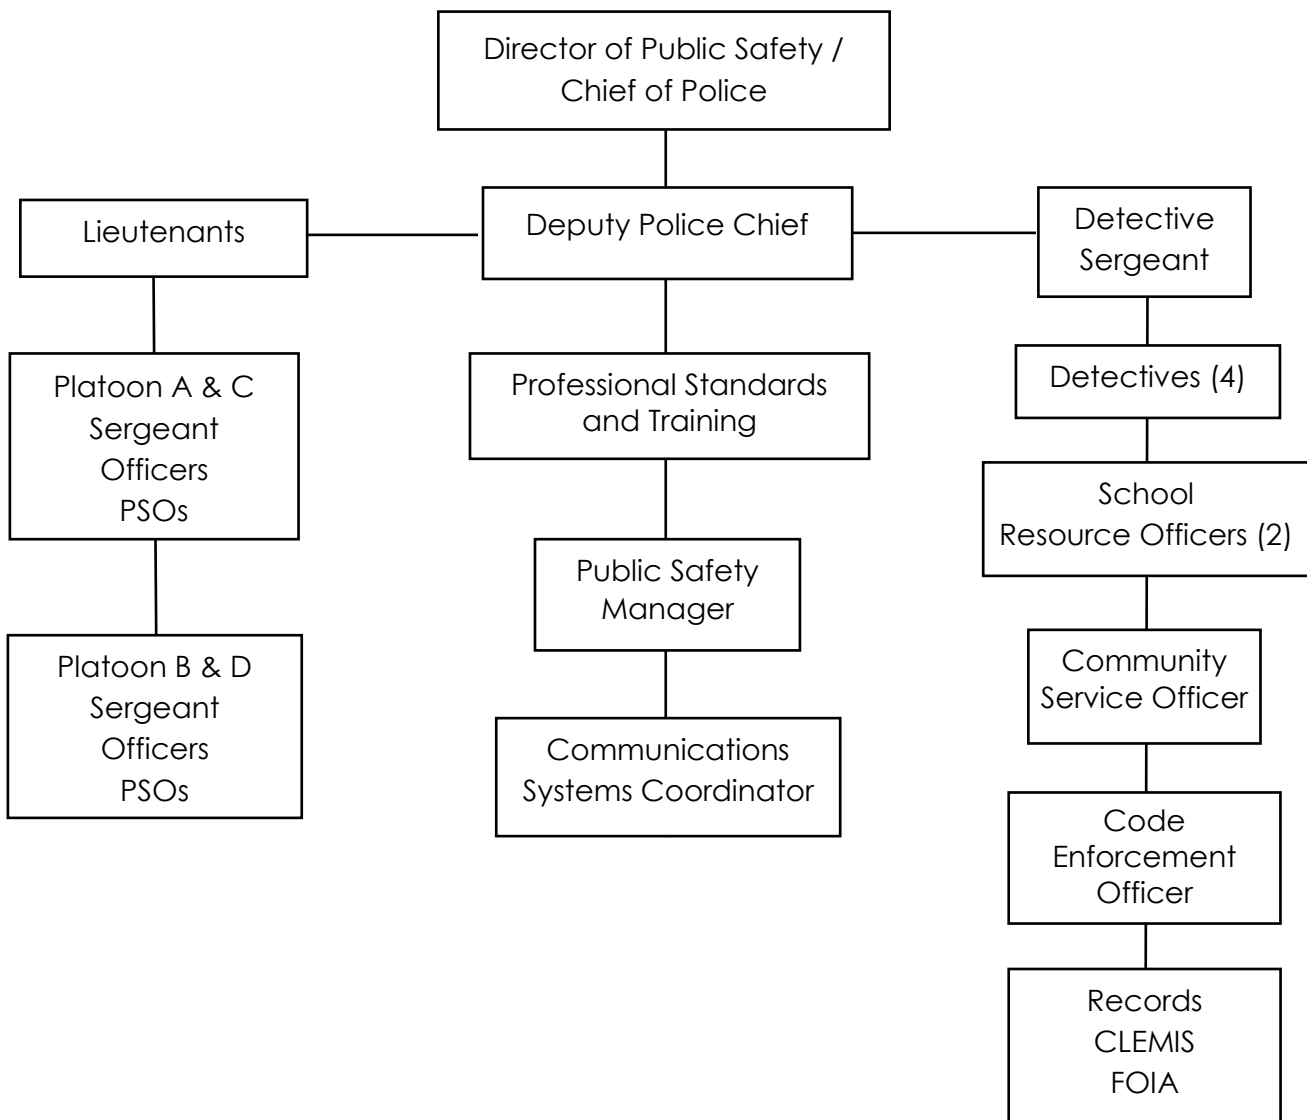 Director of Public Safety /
Chief of Police
Lieutenants
Deputy Police Chief
Detective
Sergeant
Platoon A & C
Sergeant
Officers
PSOs
Professional Standards
and Training
Detectives (4)
School
Resource Officers (2)
Public Safety
Manager
Platoon B & D
Sergeant
Officers
PSOs
Community
Service Officer
Communications
Systems Coordinator
Code
Enforcement
Officer
Records
CLEMIS
FOIA